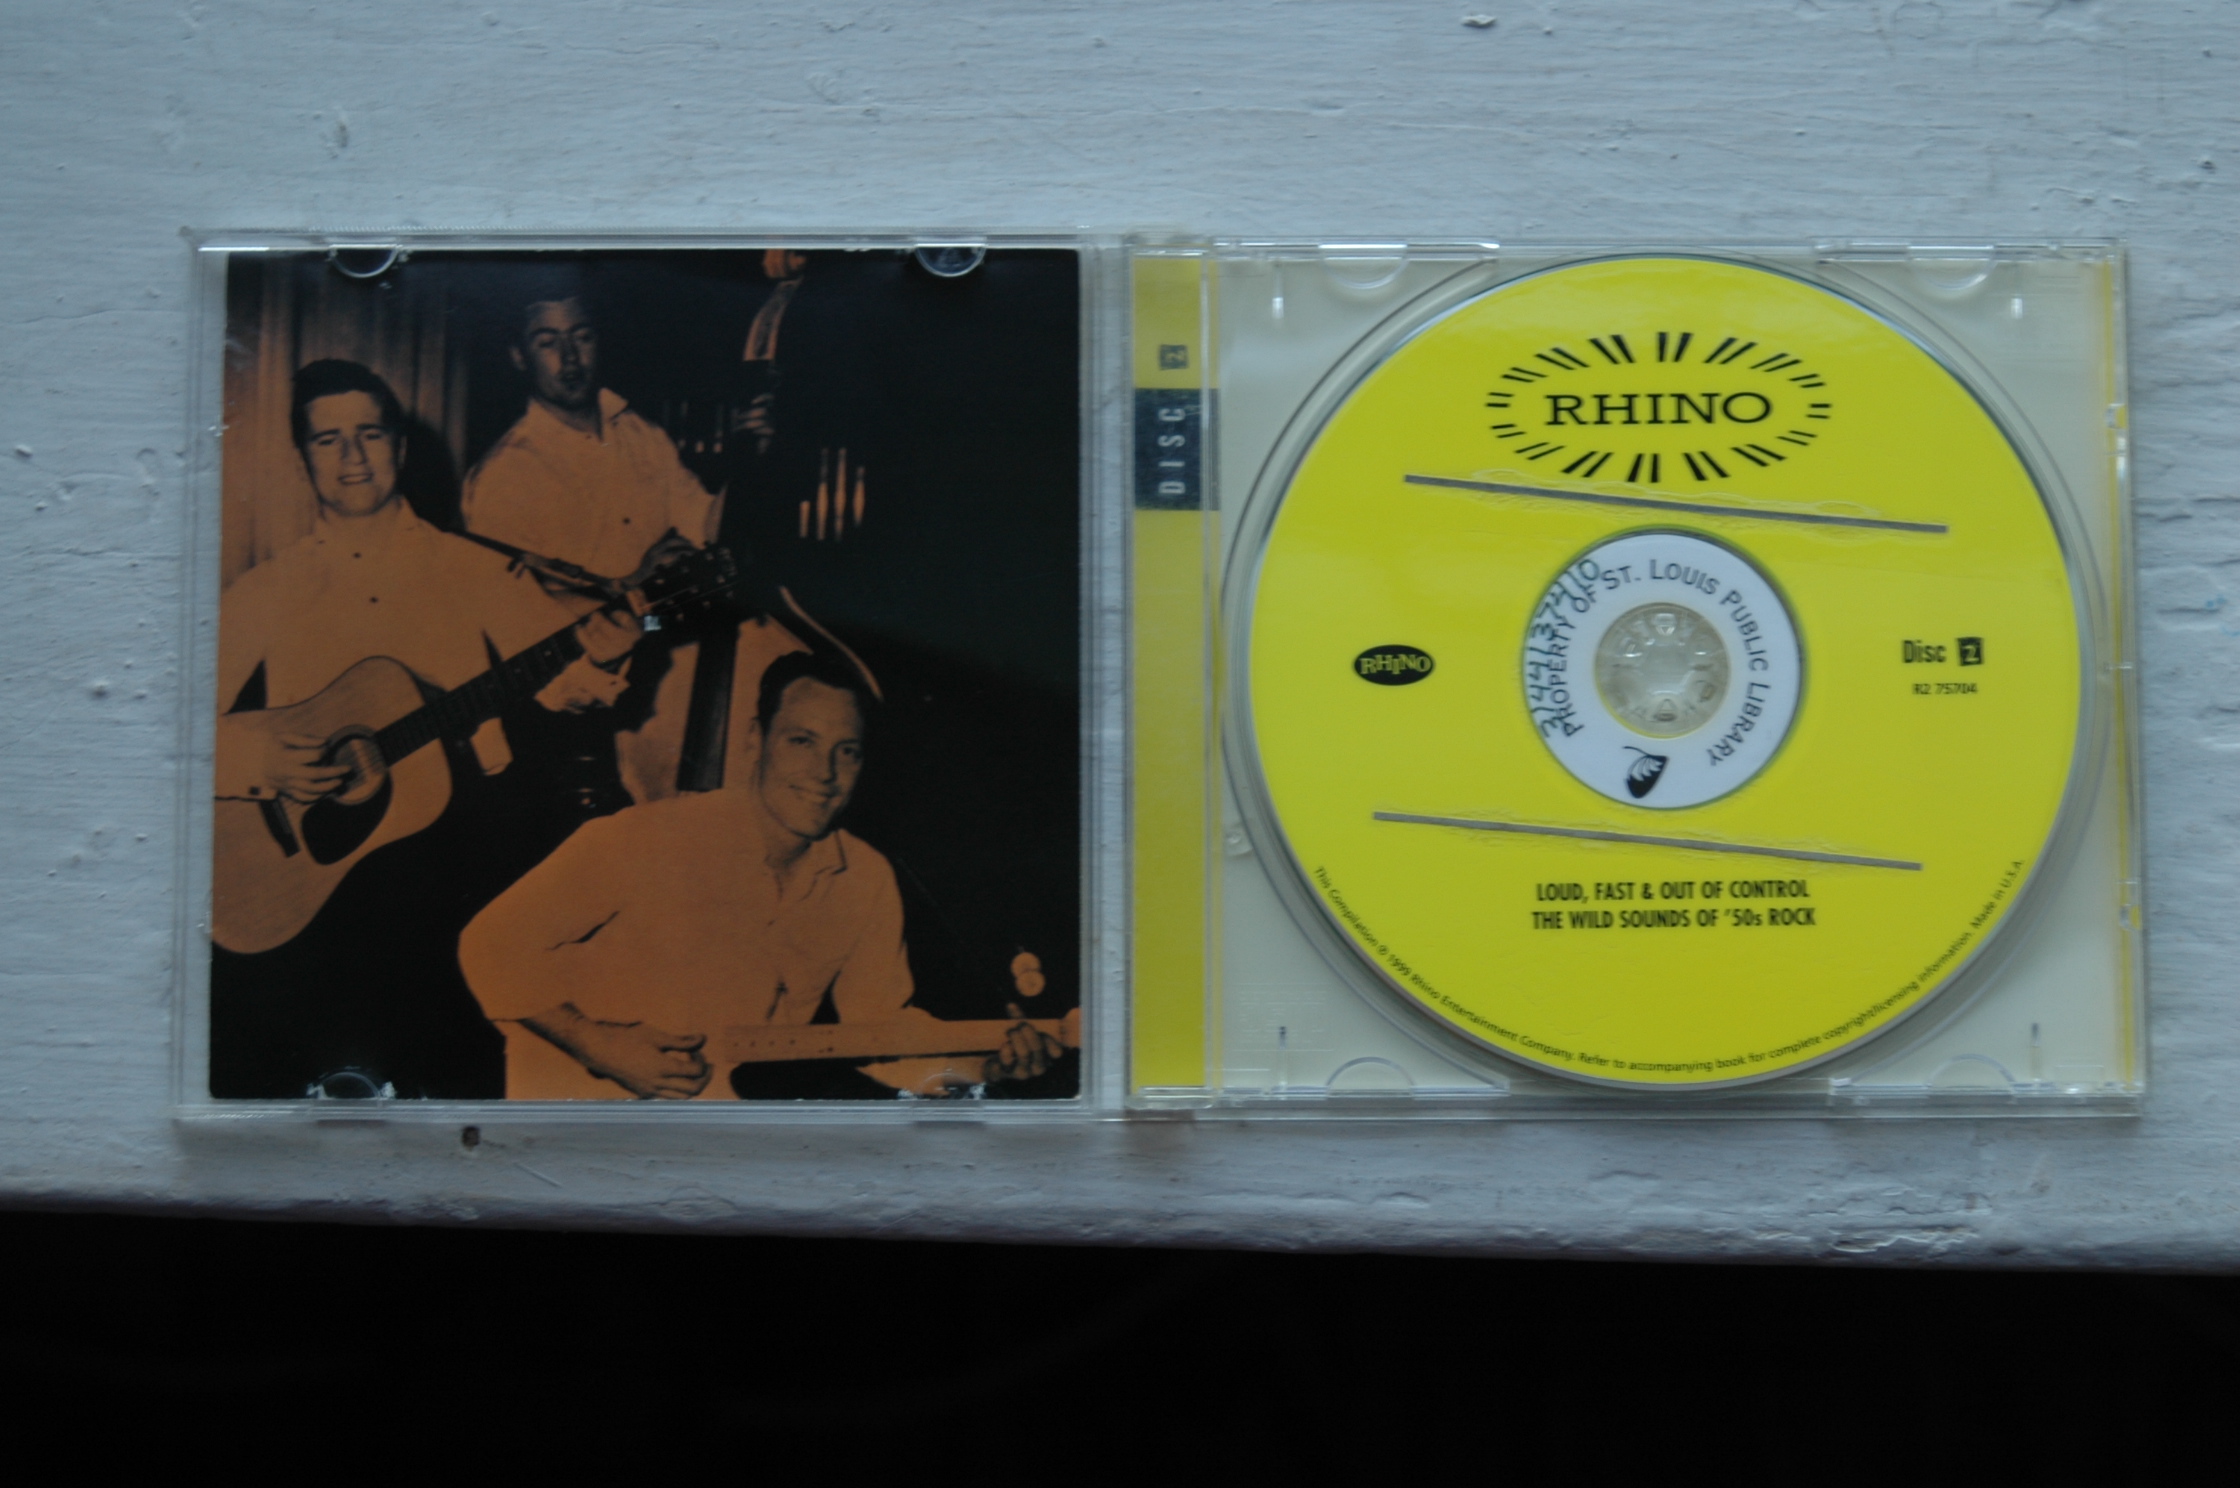 DISC 2
RHINO
PROPERTY OF ST. LOUIS PUBLIC LIBRARY
RHINO
Disc 2
R2 75704
LOUD, FAST & OUT OF CONTROL
THE WILD SOUNDS OF '50s ROCK
This Compilation ℗ 1999 Rhino Entertainment Company. Refer to accompanying book for complete copyright/licensing information. Made in U.S.A.